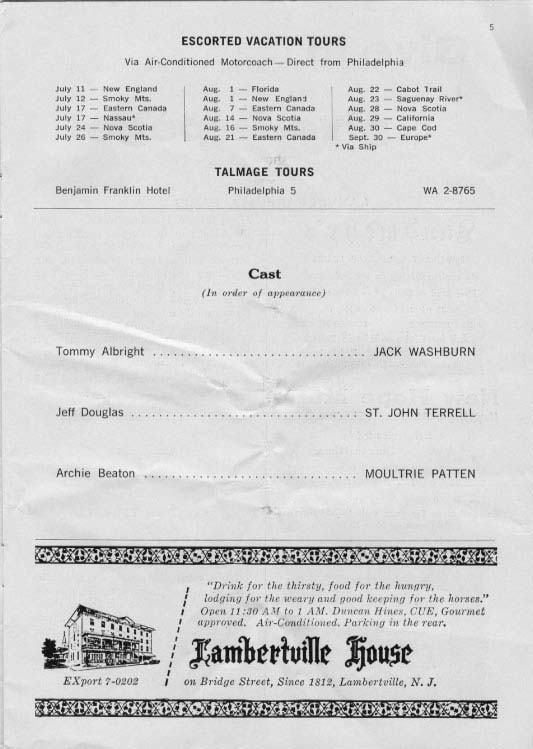 5
ESCORTED VACATION TOURS
Via Air-Conditioned Motorcoach — Direct from Philadelphia
July 11 — New England
July 12 — Smoky Mts.
July 17 — Eastern Canada
July 17 — Nassau*
July 24 — Nova Scotia
July 26 — Smoky Mts.
Aug. 1 — Florida
Aug. 1 — New England
Aug. 7 — Eastern Canada
Aug. 14 — Nova Scotia
Aug. 16 — Smoky Mts.
Aug. 21 — Eastern Canada
Aug. 22 — Cabot Trail
Aug. 23 — Saguenay River*
Aug. 28 — Nova Scotia
Aug. 29 — California
Aug. 30 — Cape Cod
Sept. 30 — Europe*
* Via Ship
TALMAGE TOURS
Benjamin Franklin Hotel Philadelphia 5 WA 2-8765
Cast
(In order of appearance)
Tommy Albright .............................. JACK WASHBURN
Jeff Douglas ................................ ST. JOHN TERRELL
Archie Beaton .............................. MOULTRIE PATTEN
"Drink for the thirsty, food for the hungry,
lodging for the weary and good keeping for the horses."
Open 11:30 AM to 1 AM. Duncan Hines, CUE, Gourmet
approved. Air-Conditioned. Parking in the rear.
Lambertville House
EXport 7-0202
on Bridge Street, Since 1812, Lambertville, N. J.